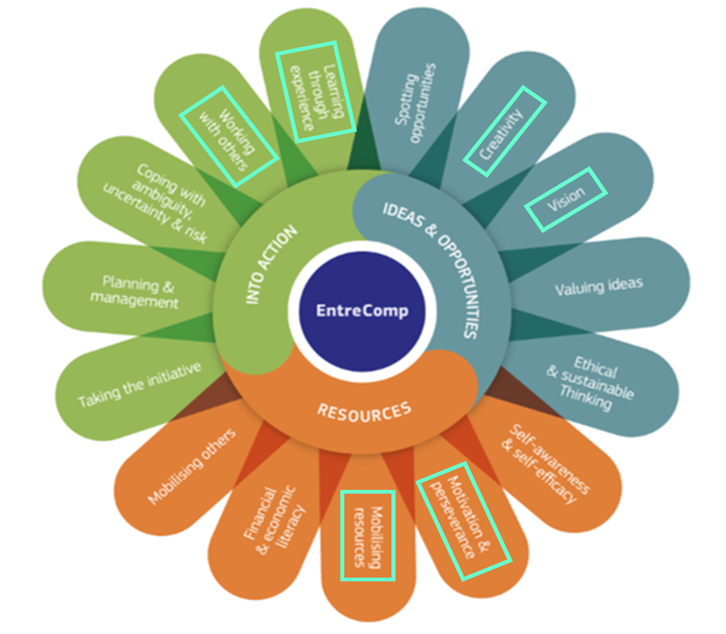 Spotting
opportunities
Creativity
Vision
Valuing ideas
Ethical
& sustainable
Thinking
Self-awareness
& self-efficacy
Motivation &
perseverance
Mobilising
resources
Financial
& economic
literacy
Mobilising others
Taking the initiative
Planning &
management
Coping with
ambiguity,
uncertainty & risk
Working
with others
Learning
through
experience
IDEAS & OPPORTUNITIES
RESOURCES
INTO ACTION
EntreComp